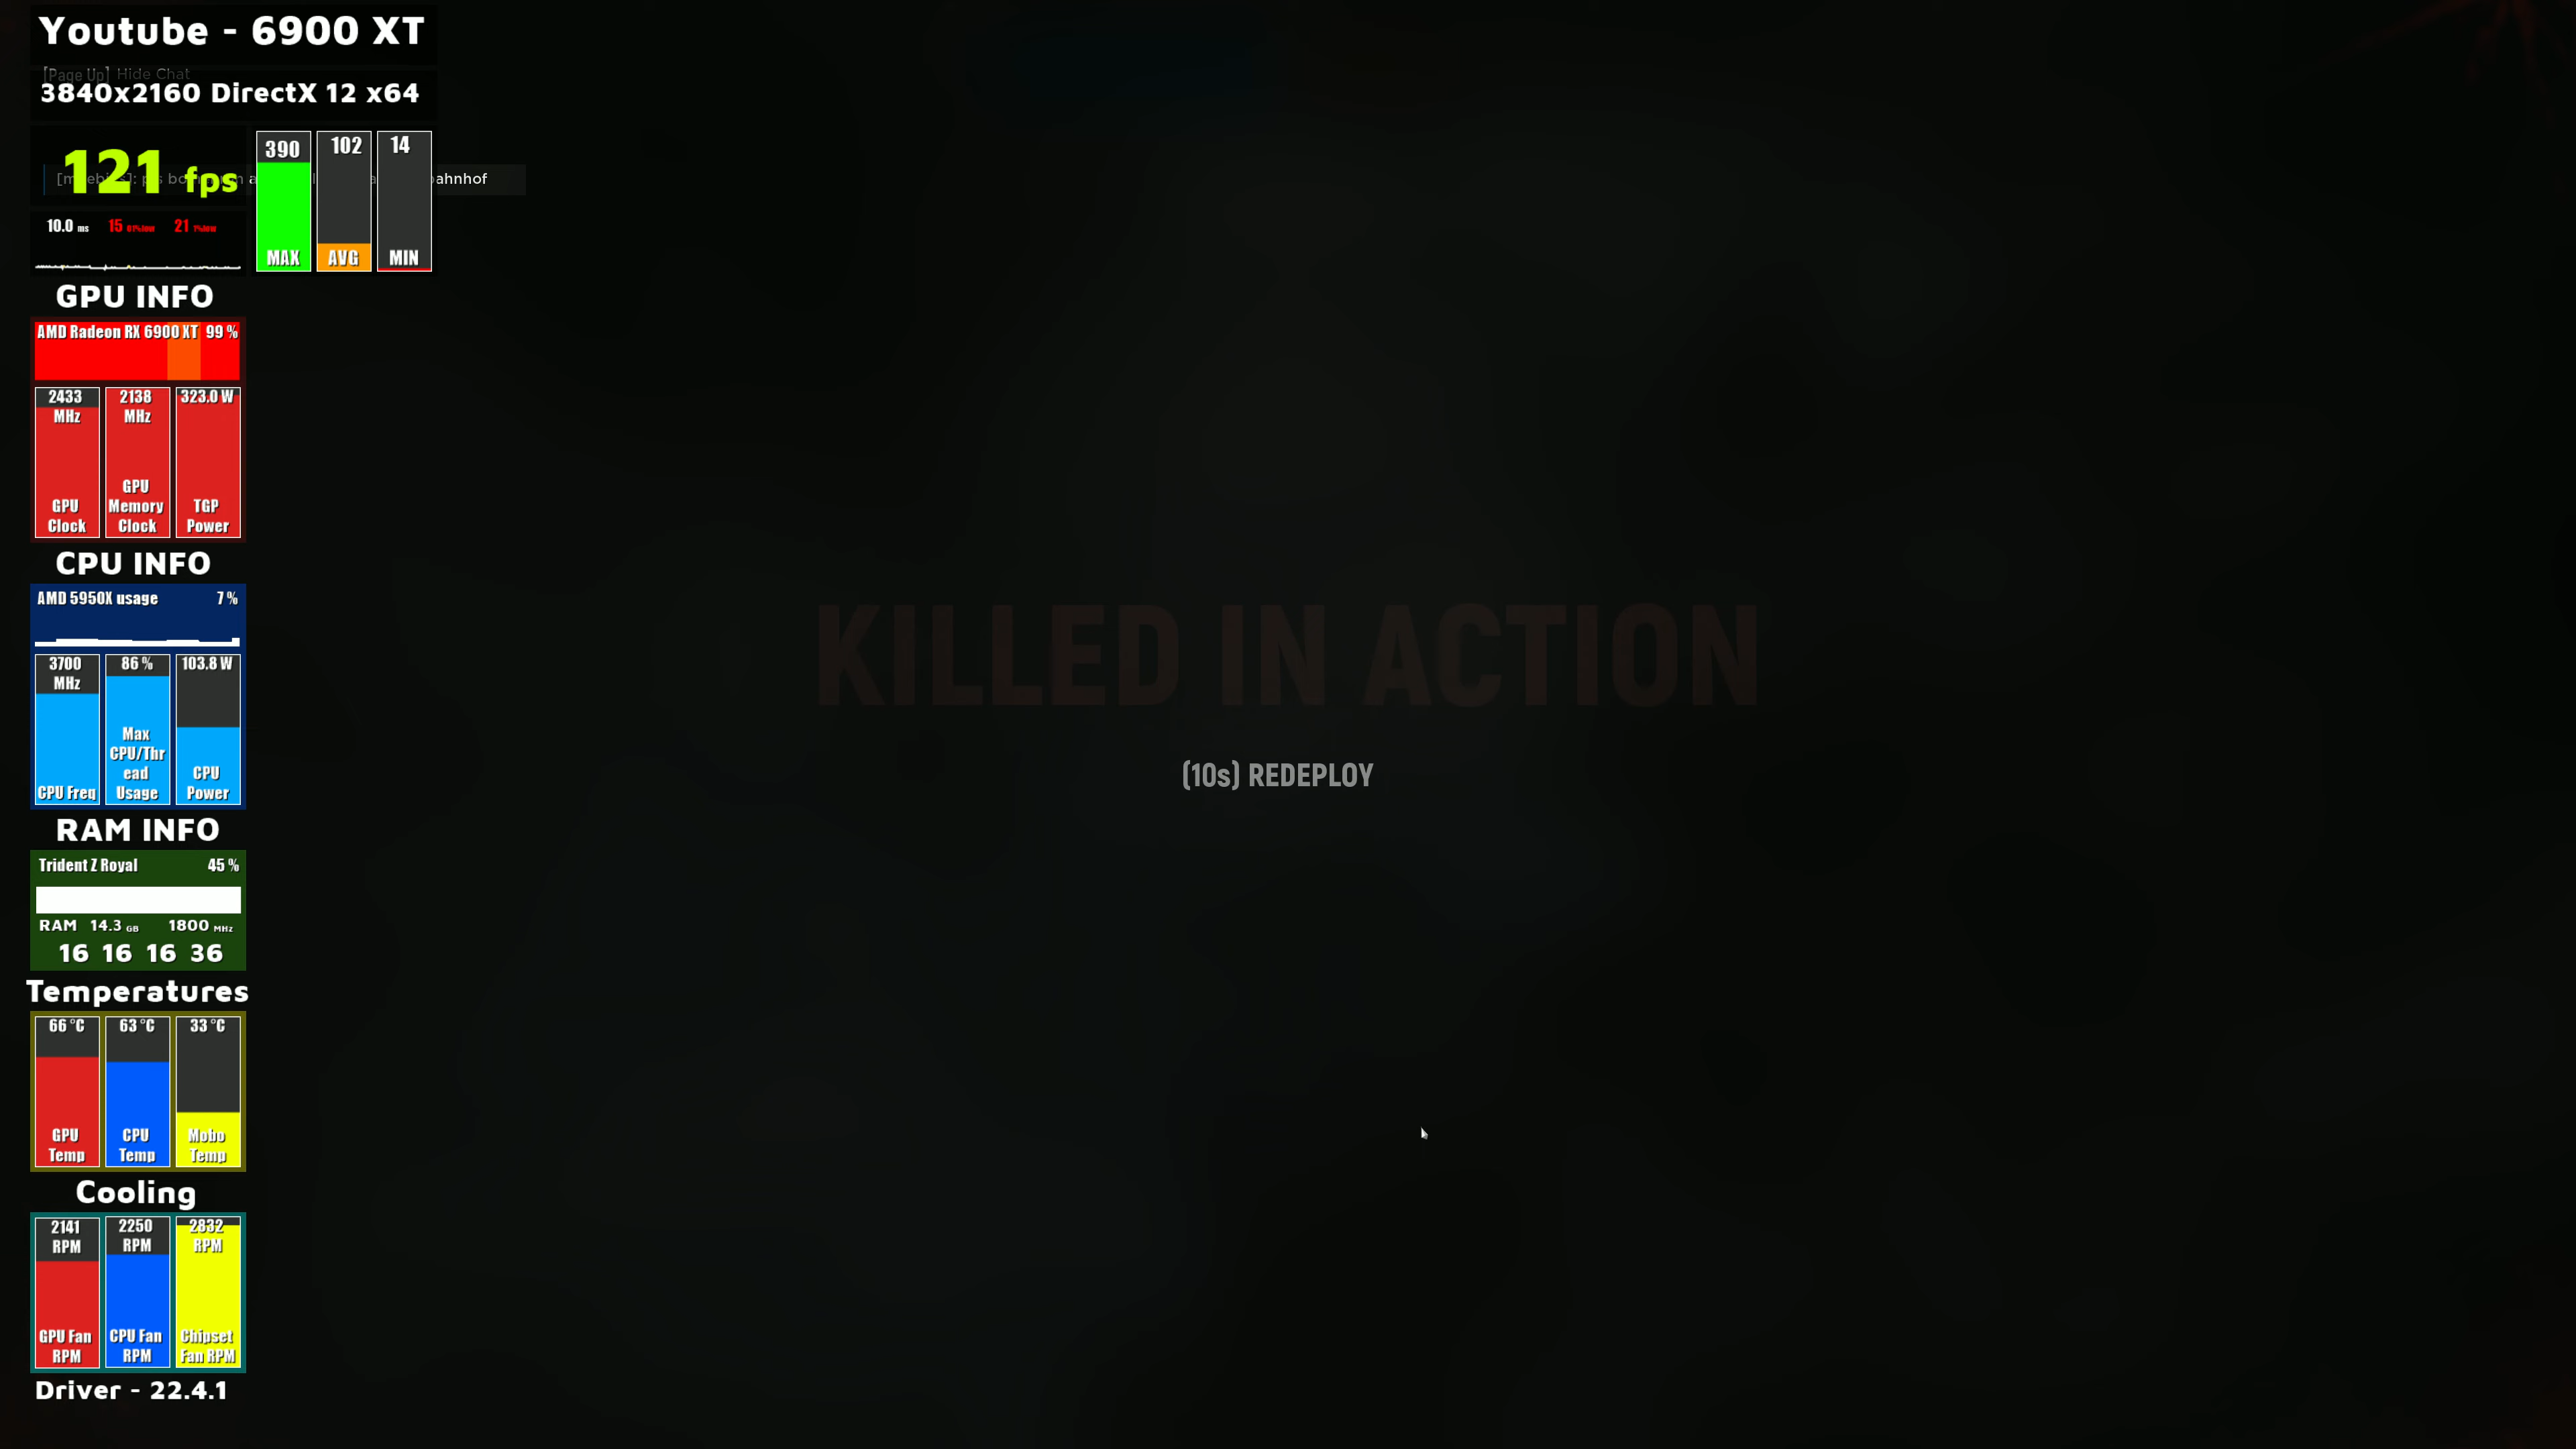 Youtube - 6900 XT
[Page Up] Hide Chat
3840x2160 DirectX 12 x64
121 fps
390 MAX
102 AVG
14 MIN
ahnhof
10.0 ms 15 0.1%low 21 1%low
GPU INFO
AMD Radeon RX 6900 XT 99 %
2433 MHz GPU Clock
2138 MHz GPU Memory Clock
323.0 W TGP Power
CPU INFO
AMD 5950X usage 7 %
3700 MHz CPU Freq
86 % Max CPU/Thread Usage
103.8 W CPU Power
KILLED IN ACTION
(10s) REDEPLOY
RAM INFO
Trident Z Royal 45 %
RAM 14.3 GB 1800 MHz
16 16 16 36
Temperatures
66 °C GPU Temp
63 °C CPU Temp
33 °C Mobo Temp
Cooling
2141 RPM GPU Fan RPM
2250 RPM CPU Fan RPM
2832 RPM Chipset Fan RPM
Driver - 22.4.1